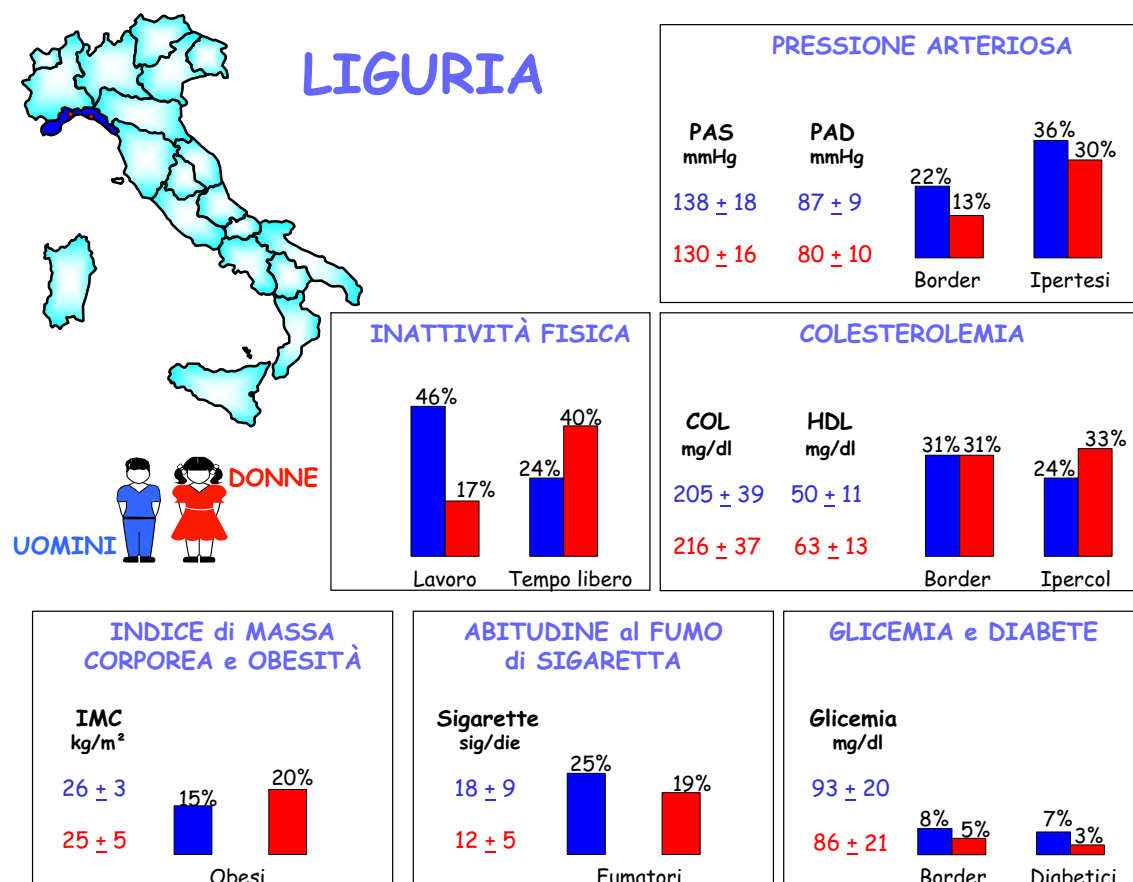 LIGURIA
PRESSIONE ARTERIOSA
PAS PAD
mmHg mmHg
138 + 18 87 + 9
130 + 16 80 + 10
22% 13% 36% 30%
Border Ipertesi
INATTIVITÀ FISICA
46% 17% 24% 40%
Lavoro Tempo libero
COLESTEROLEMIA
COL HDL
mg/dl mg/dl
205 + 39 50 + 11
216 + 37 63 + 13
31% 31% 24% 33%
Border Ipercol
DONNE
UOMINI
INDICE di MASSA
CORPOREA e OBESITÀ
IMC
kg/m²
26 + 3
25 + 5
15% 20%
Obesi
ABITUDINE al FUMO
di SIGARETTA
Sigarette
sig/die
18 + 9
12 + 5
25% 19%
Fumatori
GLICEMIA e DIABETE
Glicemia
mg/dl
93 + 20
86 + 21
8% 5% 7% 3%
Border Diabetici